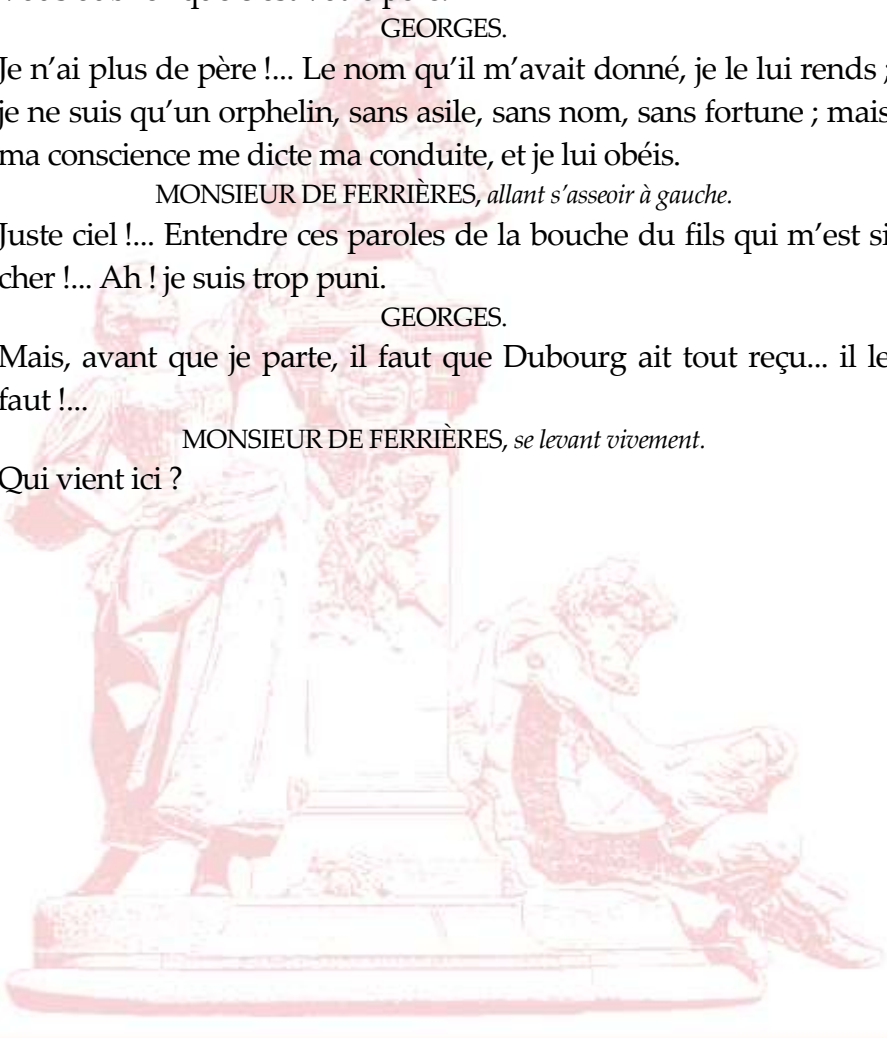 GEORGES.
Je n’ai plus de père !... Le nom qu’il m’avait donné, je le lui rends ;
je ne suis qu’un orphelin, sans asile, sans nom, sans fortune ; mais
ma conscience me dicte ma conduite, et je lui obéis.
MONSIEUR DE FERRIÈRES, allant s’asseoir à gauche.
Juste ciel !... Entendre ces paroles de la bouche du fils qui m’est si
cher !... Ah ! je suis trop puni.
GEORGES.
Mais, avant que je parte, il faut que Dubourg ait tout reçu... il le
faut !...
MONSIEUR DE FERRIÈRES, se levant vivement.
Qui vient ici ?